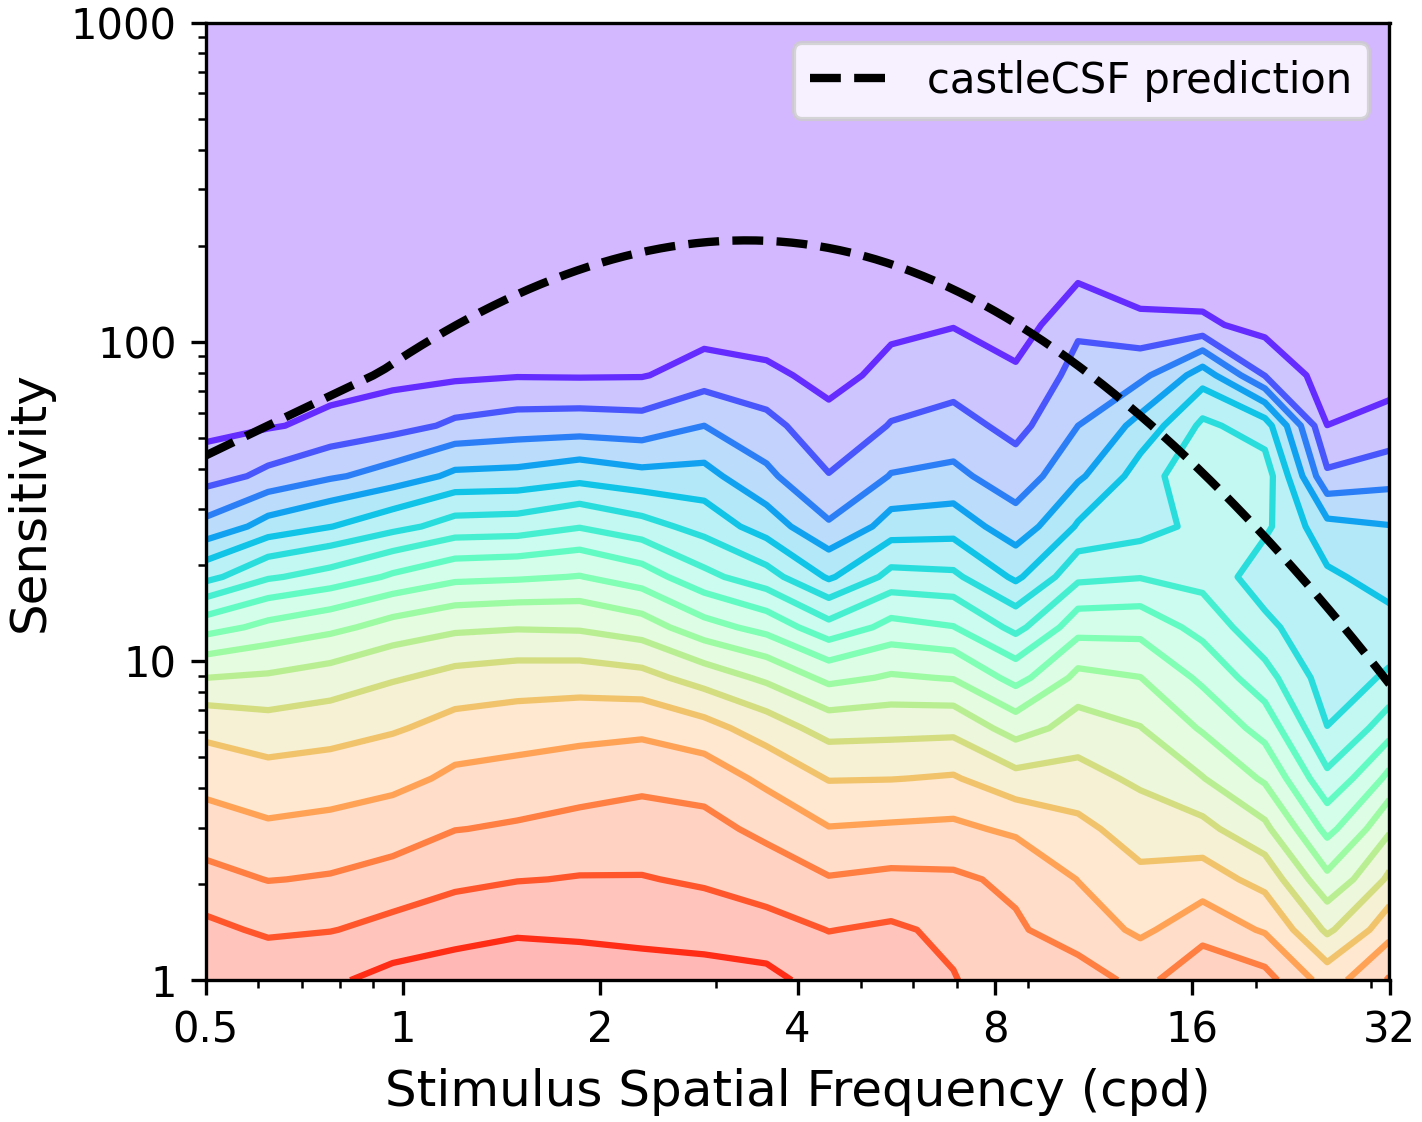 1000
100
10
1
Sensitivity
castleCSF prediction
0.5 1 2 4 8 16 32
Stimulus Spatial Frequency (cpd)